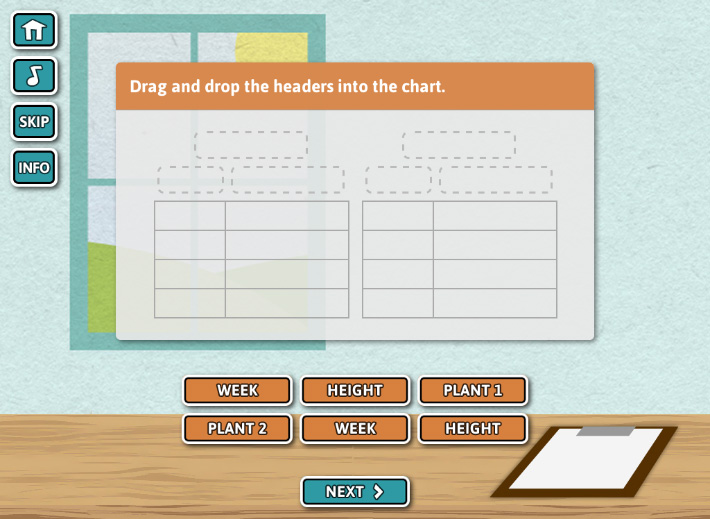 Drag and drop the headers into the chart.
SKIP
INFO
WEEK
HEIGHT
PLANT 1
PLANT 2
WEEK
HEIGHT
NEXT